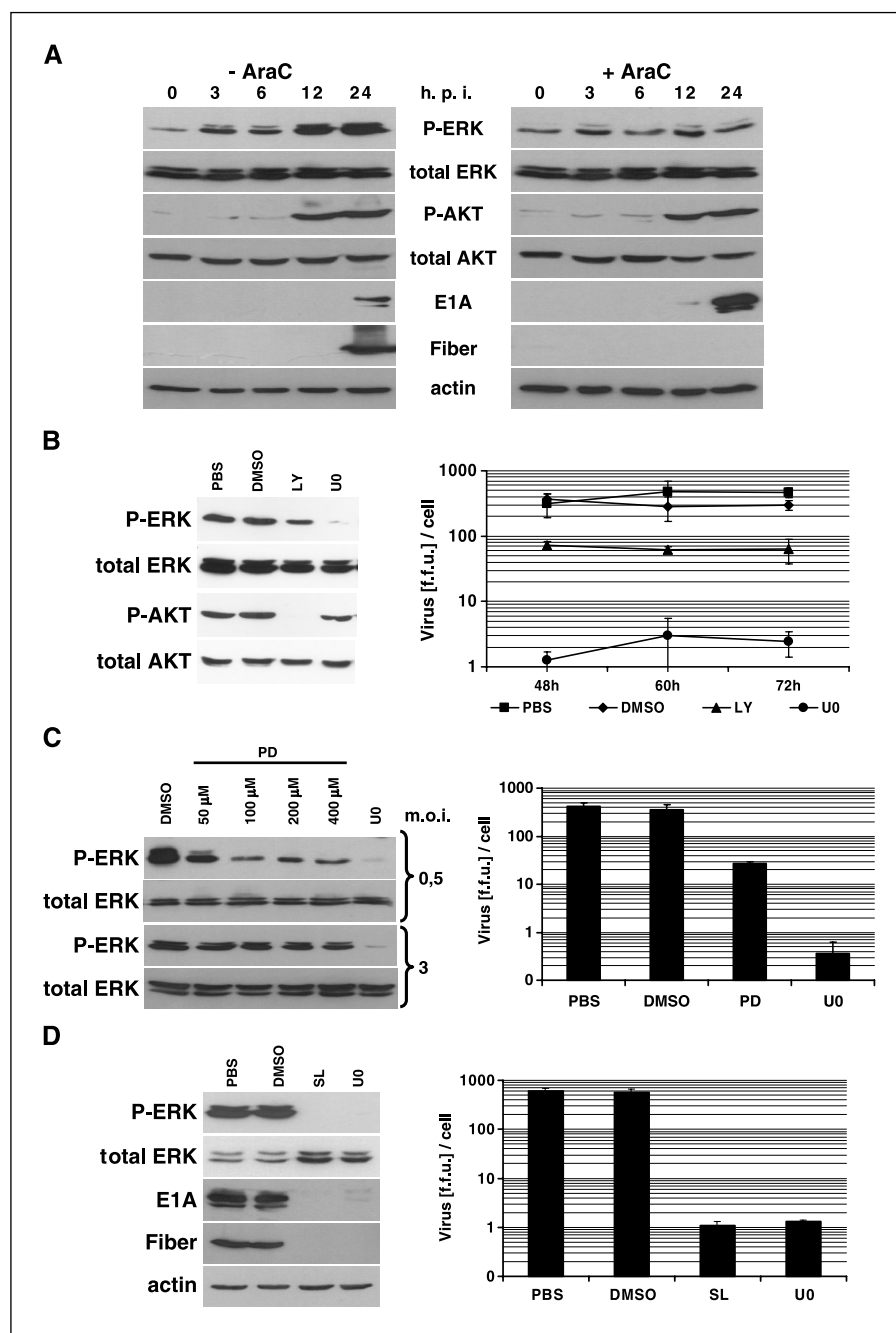 A
- AraC
+ AraC
0 3 6 12 24 h. p. i. 0 3 6 12 24
P-ERK
total ERK
P-AKT
total AKT
E1A
Fiber
actin
B
PBS DMSO LY U0
P-ERK
total ERK
P-AKT
total AKT
Virus [f.f.u.] / cell
1000
100
10
1
48h 60h 72h
PBS DMSO LY U0
C
PD
DMSO 50 µM 100 µM 200 µM 400 µM U0 m.o.i.
P-ERK
total ERK
0,5
P-ERK
total ERK
3
Virus [f.f.u.] / cell
1000
100
10
1
0
PBS DMSO PD U0
D
PBS DMSO SL U0
P-ERK
total ERK
E1A
Fiber
actin
Virus [f.f.u.] / cell
1000
100
10
1
0
PBS DMSO SL U0